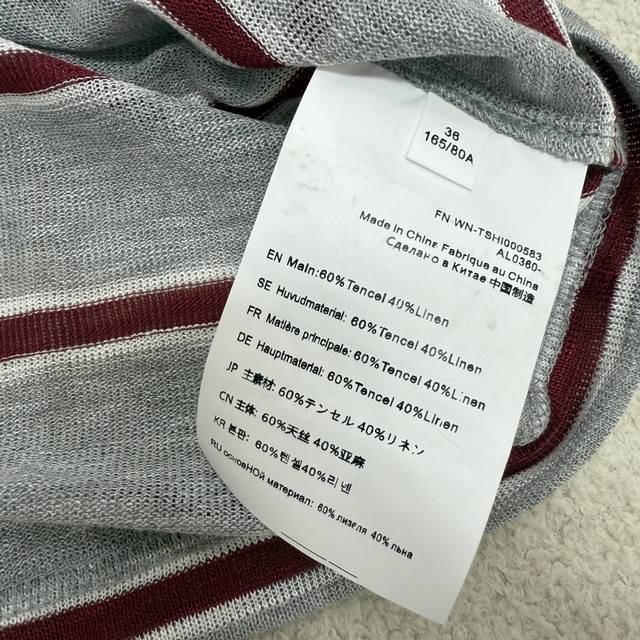 36
165/80A
FN-WN-TSHI000583
AL0360-
Made in China Fabrique au China
Сделано в Китае 中国制造
EN Main:60%Tencel 40%Linen
SE Huvudmaterial: 60%Tencel 40%Linen
FR Matière principale: 60%Tencel 40%Linen
DE Hauptmaterial: 60%Tencel 40%Linen
JP 主素材: 60%テンセル 40%リネン
CN 主体: 60%天丝 40%亚麻
KR 본판: 60%텐셀40%리넨
RU основНОй материал: 60% лизеля 40% льна